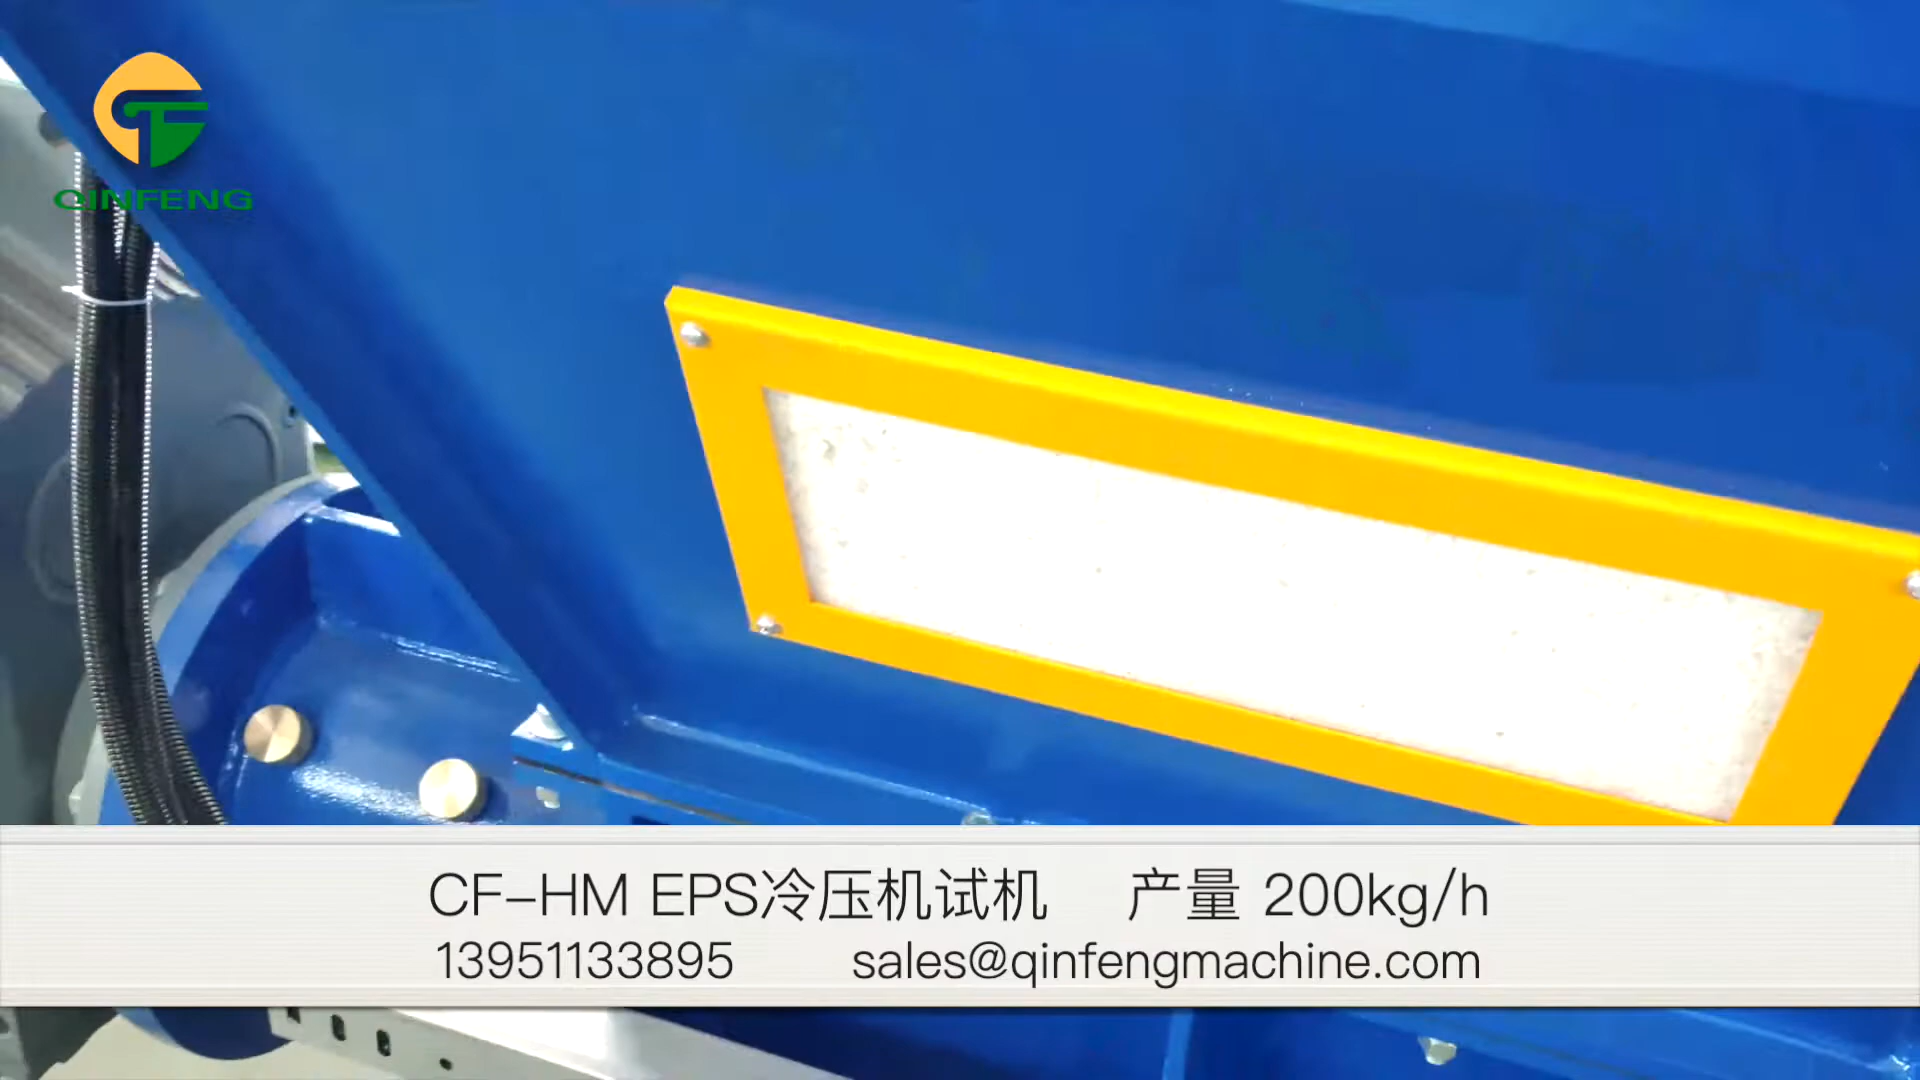 QINFENG
CF-HM EPS冷压机试机 产量 200kg/h
13951133895 sales@qinfengmachine.com